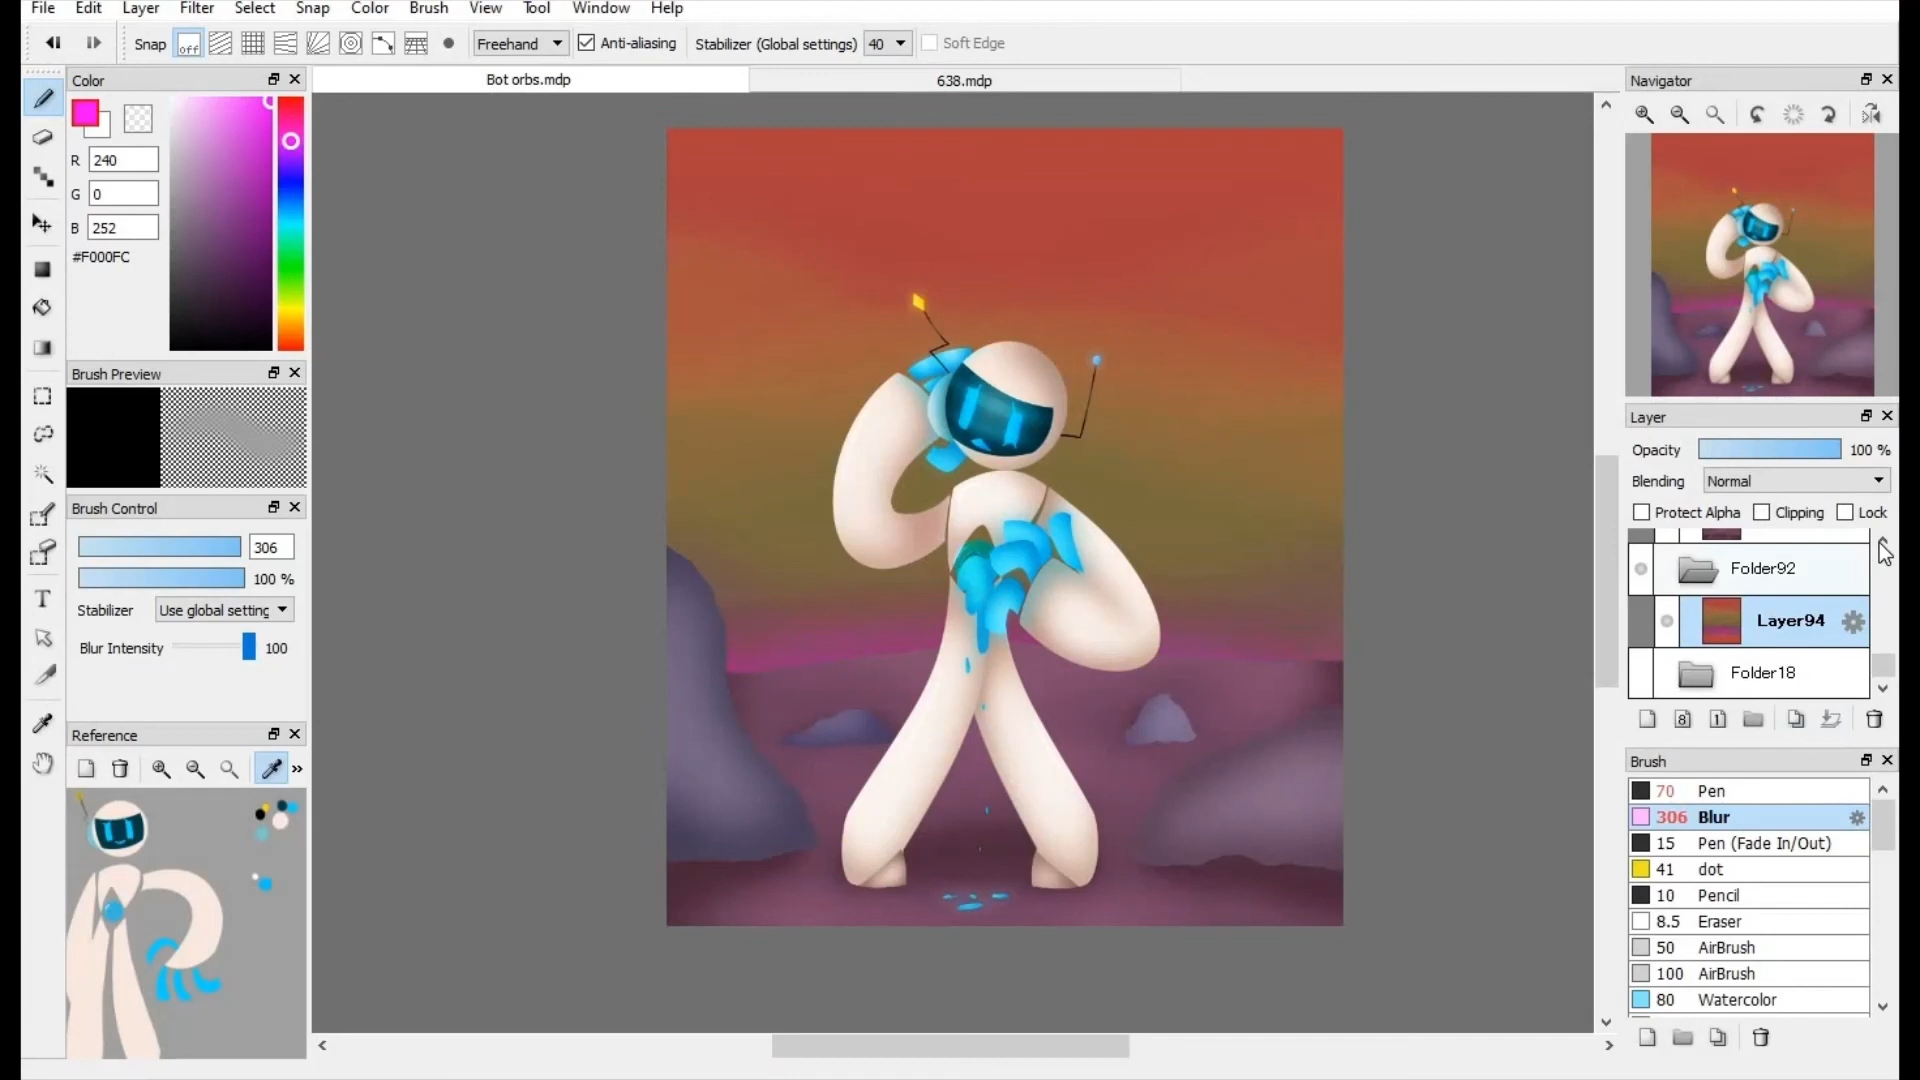 File Edit Layer Filter Select Snap Color Brush View Tool Window Help
Snap off Freehand Anti-aliasing Stabilizer (Global settings) 40 Soft Edge
Color
Bot orbs.mdp
638.mdp
Navigator
R 240
G 0
B 252
#F000FC
Brush Preview
Brush Control
306
100 %
Stabilizer Use global setting
Blur Intensity 100
Reference
Layer
Opacity 100 %
Blending Normal
Protect Alpha Clipping Lock
Folder92
Layer94
Folder18
8 1
Brush
70 Pen
306 Blur
15 Pen (Fade In/Out)
41 dot
10 Pencil
8.5 Eraser
50 AirBrush
100 AirBrush
80 Watercolor
T